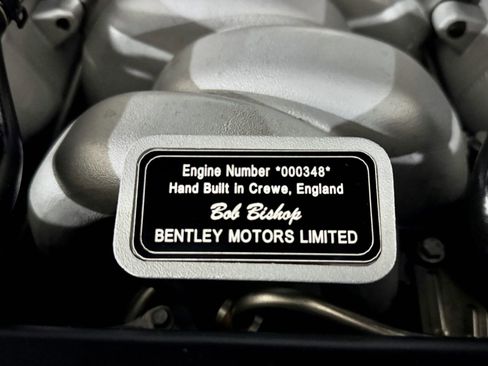 Engine Number *000348*
Hand Built in Crewe, England
Bob Bishop
BENTLEY MOTORS LIMITED